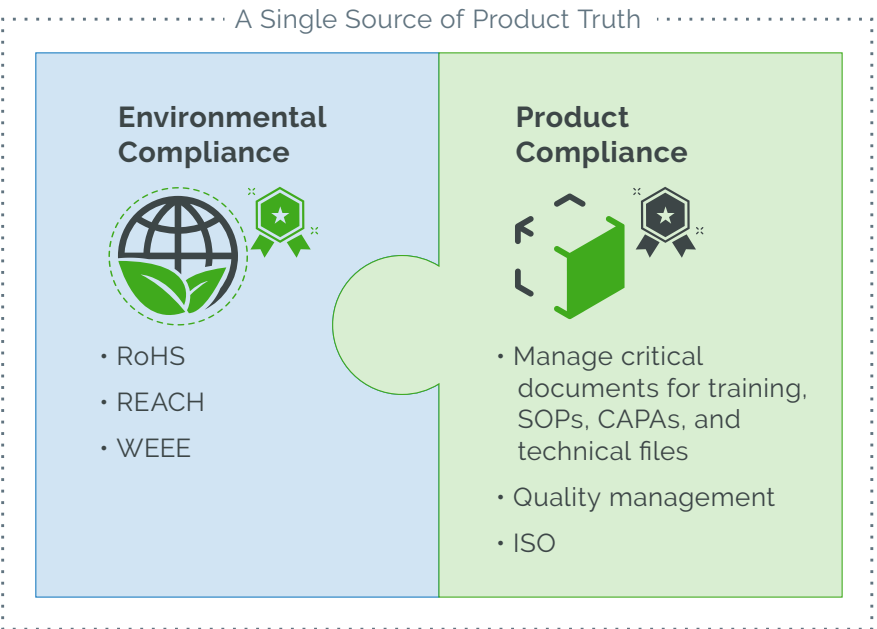 A Single Source of Product Truth
Environmental
Compliance
• RoHS
• REACH
• WEEE
Product
Compliance
• Manage critical
documents for training,
SOPs, CAPAs, and
technical files
• Quality management
• ISO